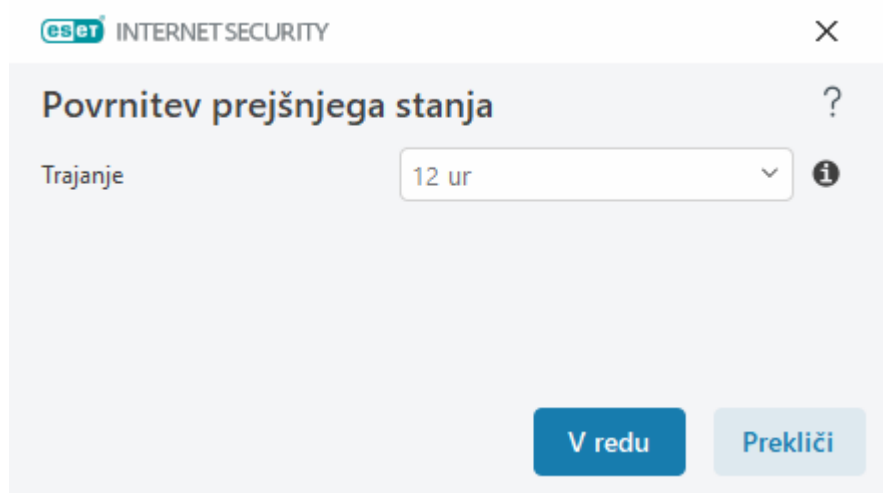 eset INTERNET SECURITY
Povrnitev prejšnjega stanja
?
Trajanje
12 ur
V redu
Prekliči